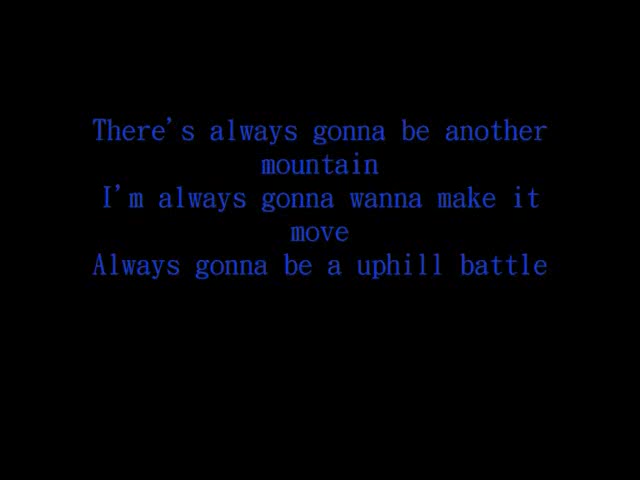 There's always gonna be another
mountain
I'm always gonna wanna make it
move
Always gonna be a uphill battle